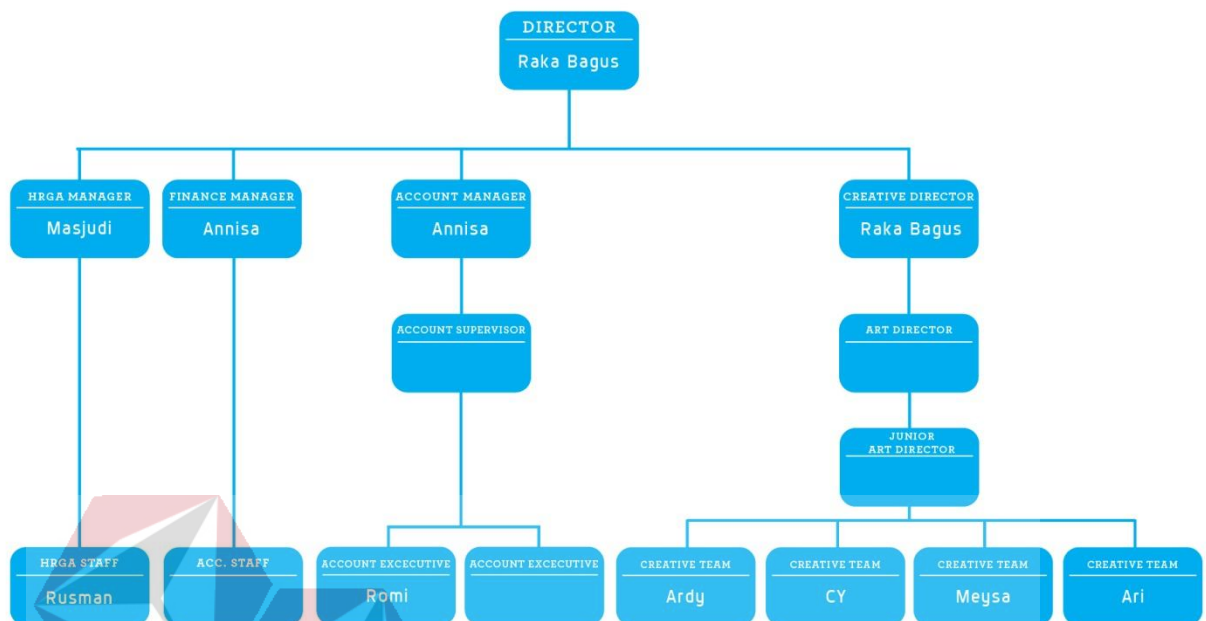 DIRECTOR
Raka Bagus
HRGA MANAGER
Masjudi
FINANCE MANAGER
Annisa
ACCOUNT MANAGER
Annisa
CREATIVE DIRECTOR
Raka Bagus
ACCOUNT SUPERVISOR
ART DIRECTOR
JUNIOR
ART DIRECTOR
HRGA STAFF
Rusman
ACC. STAFF
ACCOUNT EXCECUTIVE
Romi
ACCOUNT EXCECUTIVE
CREATIVE TEAM
Ardy
CREATIVE TEAM
CY
CREATIVE TEAM
Meysa
CREATIVE TEAM
Ari